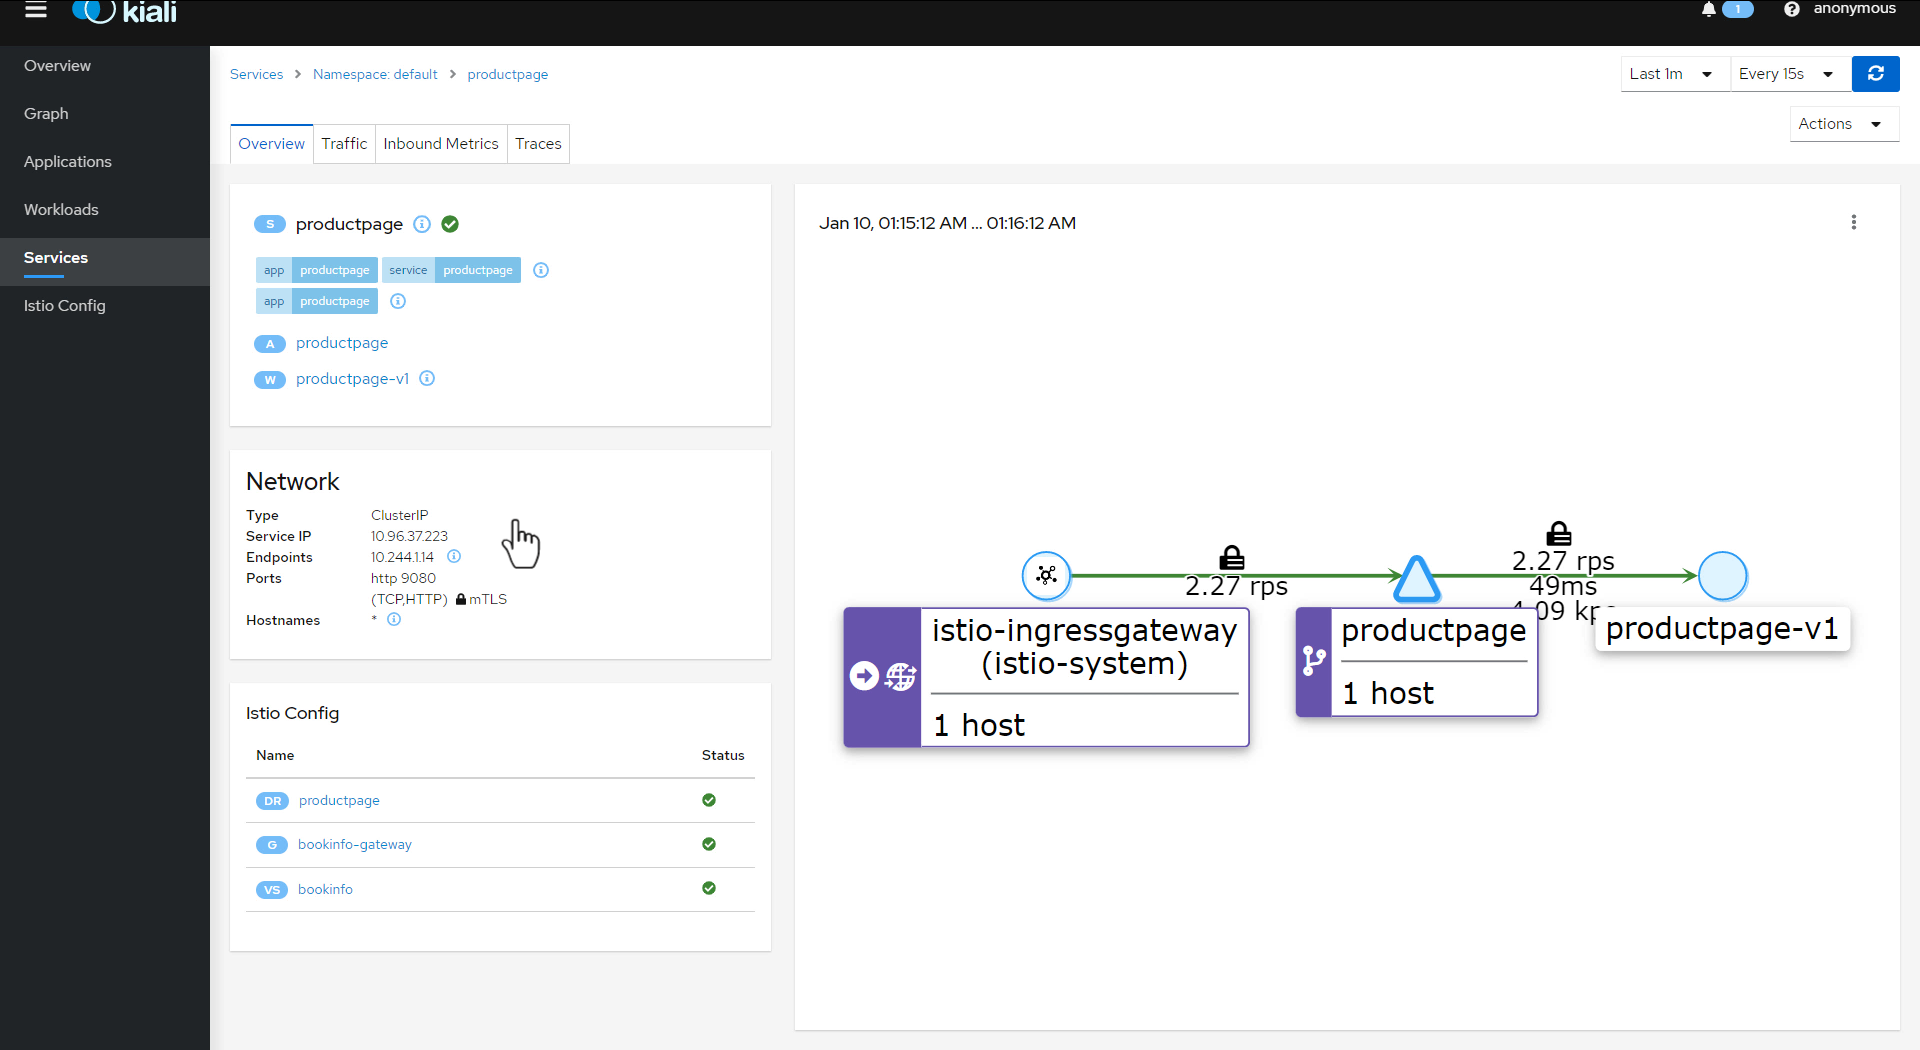 kiali
1
anonymous
Overview
Graph
Applications
Workloads
Services
Istio Config
Services > Namespace: default > productpage
Last 1m
Every 15s
Actions
Overview
Traffic
Inbound Metrics
Traces
S productpage
app productpage service productpage
app productpage
A productpage
W productpage-v1
Network
Type ClusterIP
Service IP 10.96.37.223
Endpoints 10.244.1.14
Ports http 9080
(TCP,HTTP) mTLS
Hostnames *
Istio Config
Name Status
DR productpage
G bookinfo-gateway
VS bookinfo
Jan 10, 01:15:12 AM ... 01:16:12 AM
2.27 rps
2.27 rps
49ms
istio-ingressgateway
(istio-system)
1 host
productpage
1 host
productpage-v1